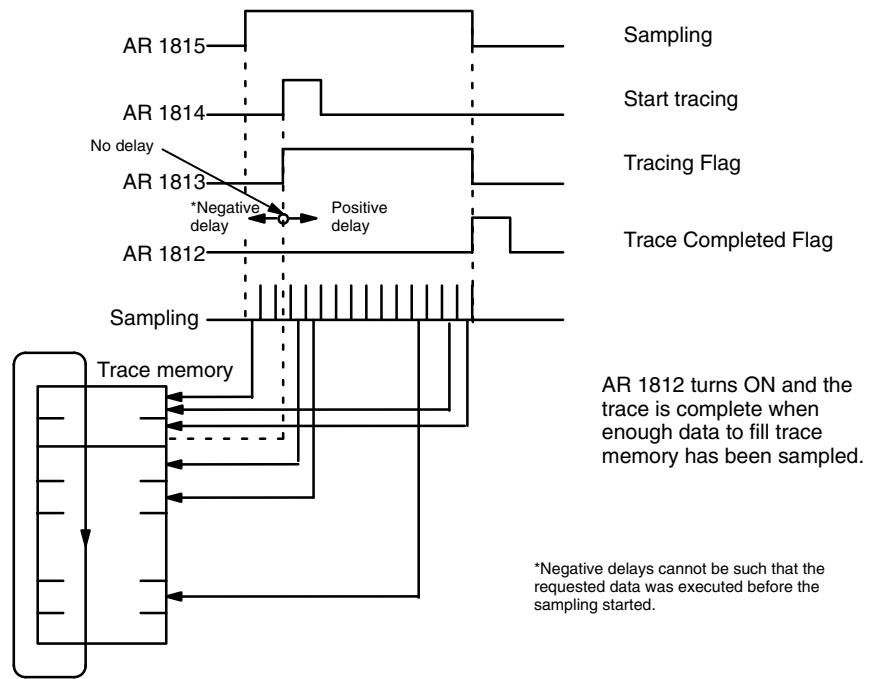 AR 1815 Sampling
AR 1814 Start tracing
No delay
AR 1813 Tracing Flag
*Negative
delay
Positive
delay
AR 1812 Trace Completed Flag
Sampling
Trace memory
AR 1812 turns ON and the
trace is complete when
enough data to fill trace
memory has been sampled.
*Negative delays cannot be such that the
requested data was executed before the
sampling started.